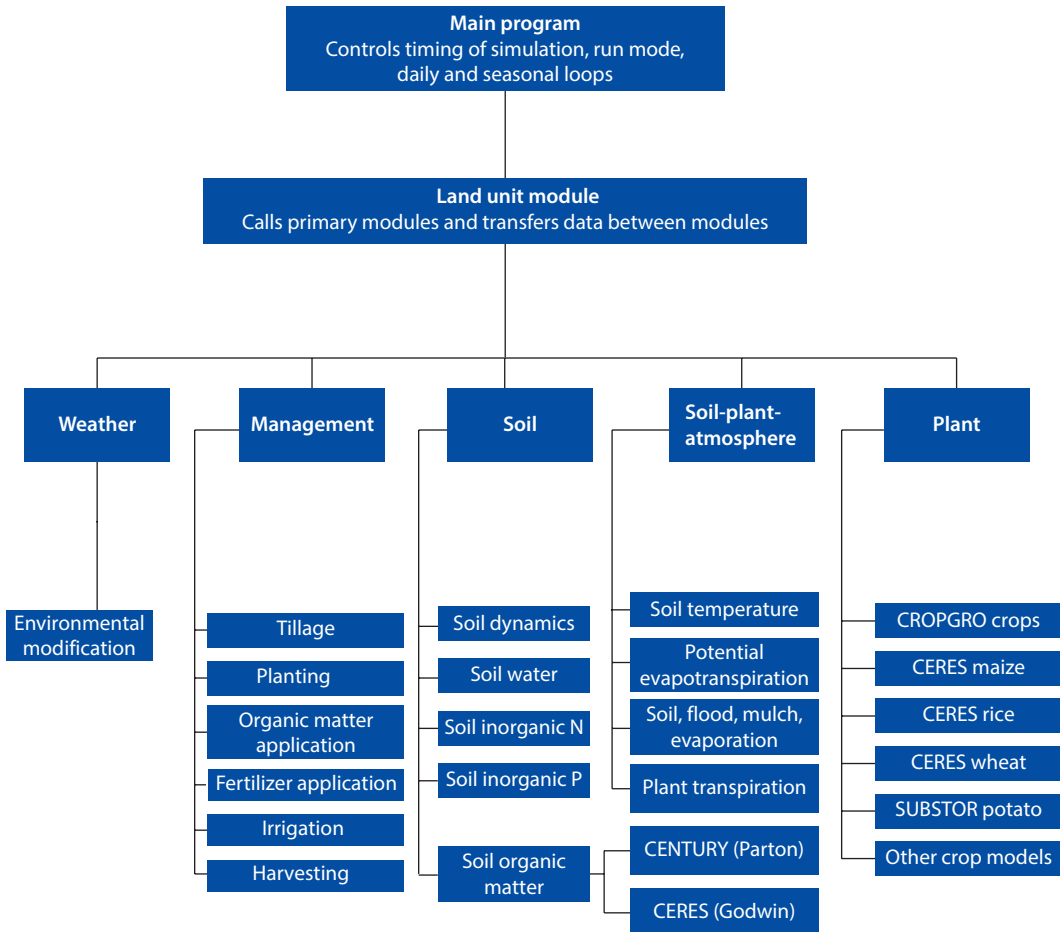 Main program
Controls timing of simulation, run mode,
daily and seasonal loops
Land unit module
Calls primary modules and transfers data between modules
Weather
Management
Soil
Soil-plant-
atmosphere
Plant
Environmental
modification
Tillage
Planting
Organic matter
application
Fertilizer application
Irrigation
Harvesting
Soil dynamics
Soil water
Soil inorganic N
Soil inorganic P
Soil organic
matter
Soil temperature
Potential
evapotranspiration
Soil, flood, mulch,
evaporation
Plant transpiration
CENTURY (Parton)
CERES (Godwin)
CROPGRO crops
CERES maize
CERES rice
CERES wheat
SUBSTOR potato
Other crop models